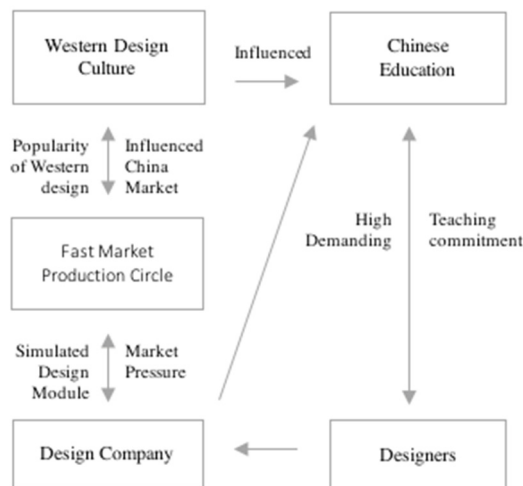 Western Design
Culture
Influenced
Chinese
Education
Popularity
of Western
design
Influenced
China
Market
Fast Market
Production Circle
High
Demanding
Teaching
commitment
Simulated
Design
Module
Market
Pressure
Design Company
Designers